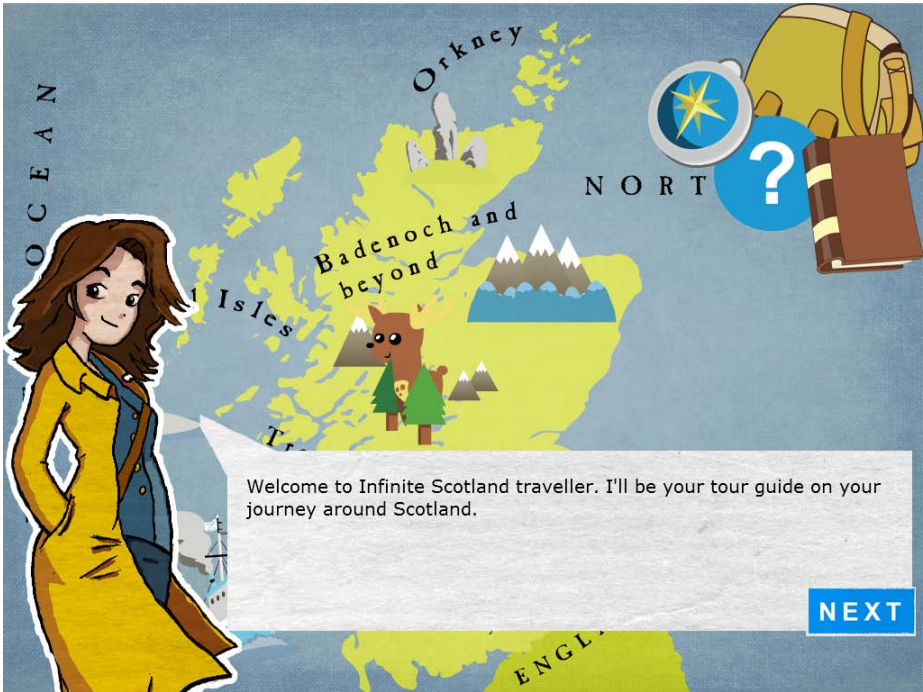 Orkney
OCEAN
NORT
Badenoch and
beyond
Isles
?
Welcome to Infinite Scotland traveller. I'll be your tour guide on your
journey around Scotland.
NEXT